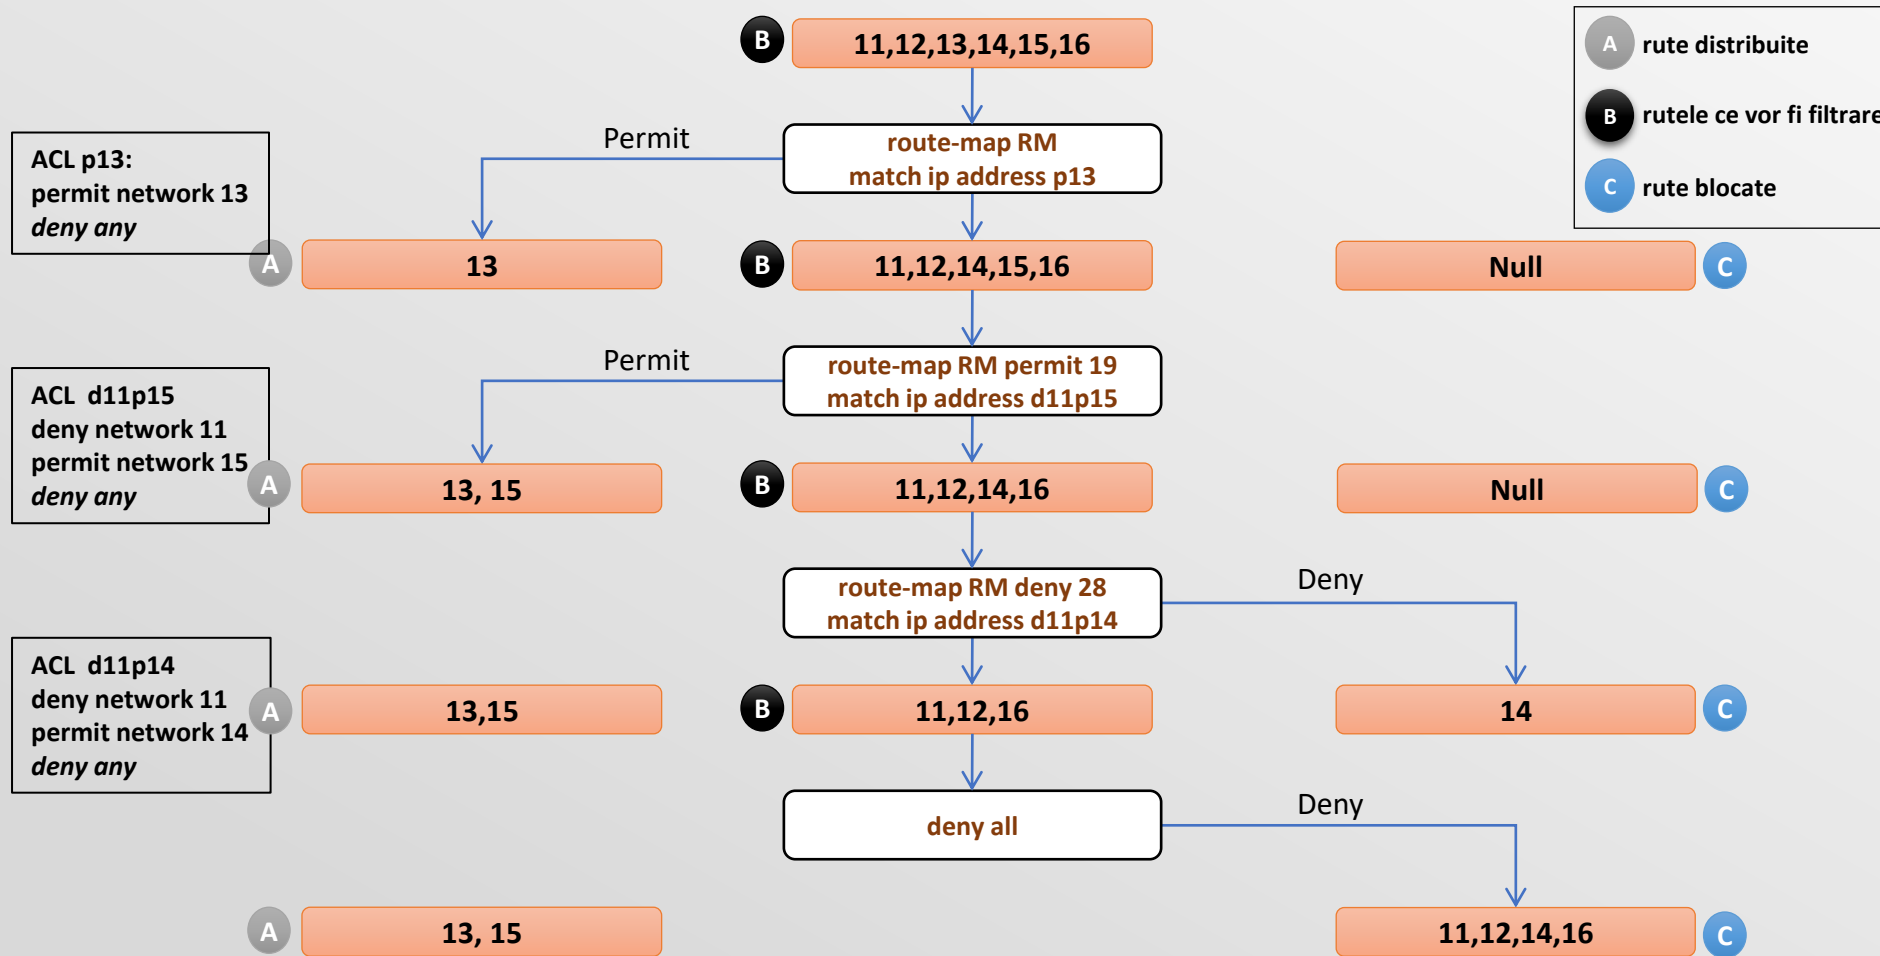 B
11,12,13,14,15,16
A
rute distribuite
B
rutele ce vor fi filtrare
C
rute blocate
ACL p13:
permit network 13
deny any
Permit
route-map RM
match ip address p13
A
13
B
11,12,14,15,16
Null
C
ACL d11p15
deny network 11
permit network 15
deny any
Permit
route-map RM permit 19
match ip address d11p15
A
13, 15
B
11,12,14,16
Null
C
route-map RM deny 28
match ip address d11p14
Deny
ACL d11p14
deny network 11
permit network 14
deny any
A
13,15
B
11,12,16
14
C
deny all
Deny
A
13, 15
11,12,14,16
C